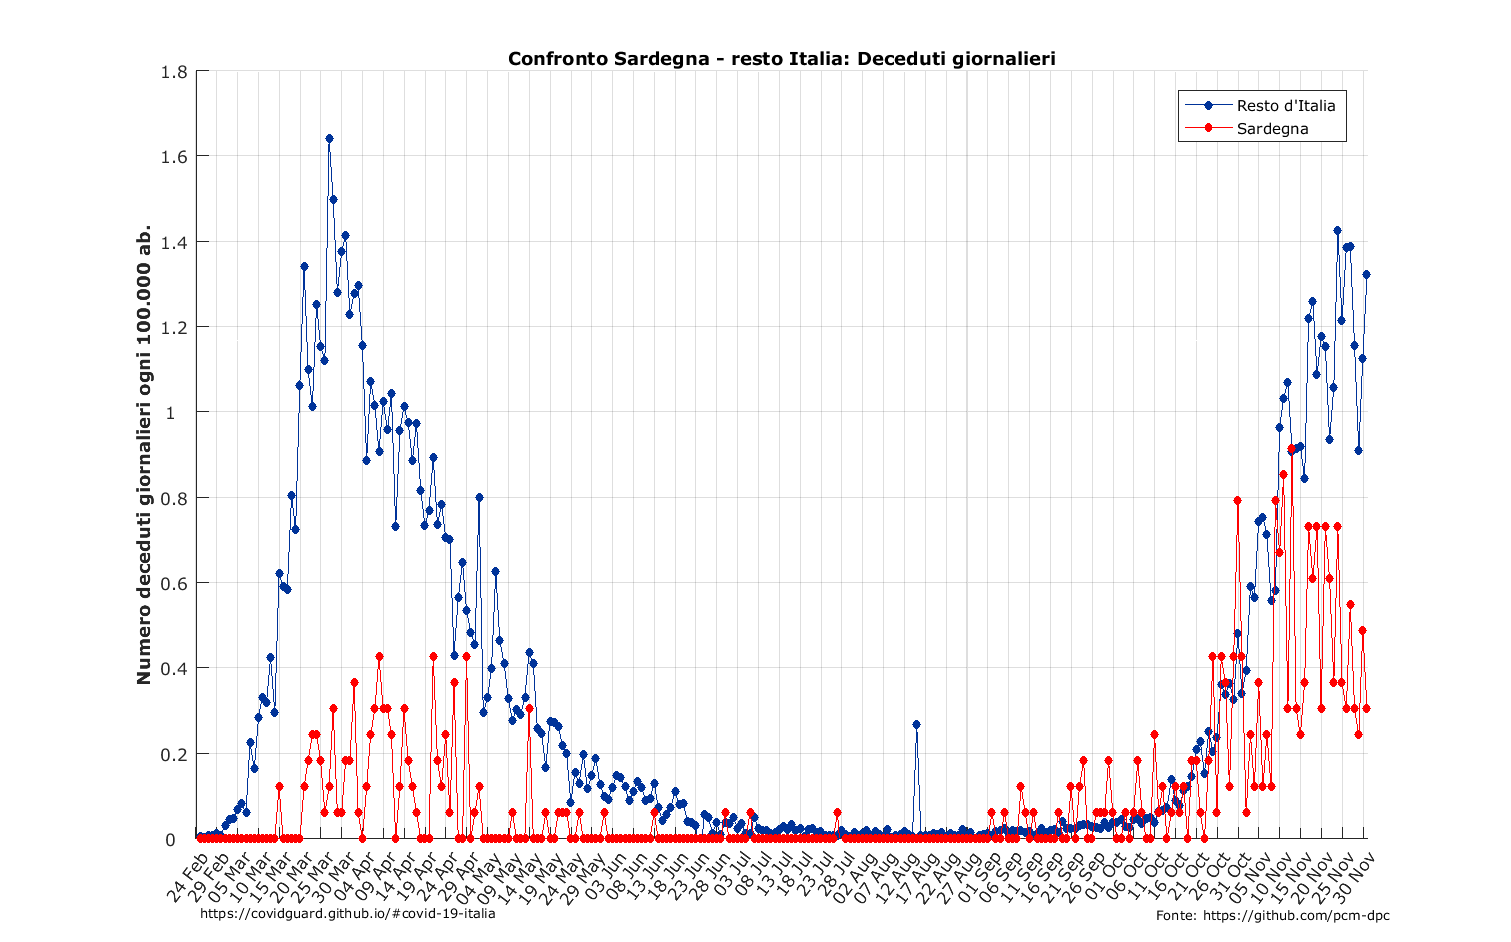 Confronto Sardegna - resto Italia: Deceduti giornalieri
Resto d'Italia
Sardegna
Numero deceduti giornalieri ogni 100.000 ab.
1.8
1.6
1.4
1.2
1
0.8
0.6
0.4
0.2
0
24 Feb
29 Feb
05 Mar
10 Mar
15 Mar
20 Mar
25 Mar
30 Mar
04 Apr
09 Apr
14 Apr
19 Apr
24 Apr
29 Apr
04 May
09 May
14 May
19 May
24 May
29 May
03 Jun
08 Jun
13 Jun
18 Jun
23 Jun
28 Jun
03 Jul
08 Jul
13 Jul
18 Jul
23 Jul
28 Jul
02 Aug
07 Aug
12 Aug
17 Aug
22 Aug
27 Aug
01 Sep
06 Sep
11 Sep
16 Sep
21 Sep
26 Sep
01 Oct
06 Oct
11 Oct
16 Oct
21 Oct
26 Oct
31 Oct
05 Nov
10 Nov
15 Nov
20 Nov
25 Nov
30 Nov
https://covidguard.github.io/#covid-19-italia
Fonte: https://github.com/pcm-dpc